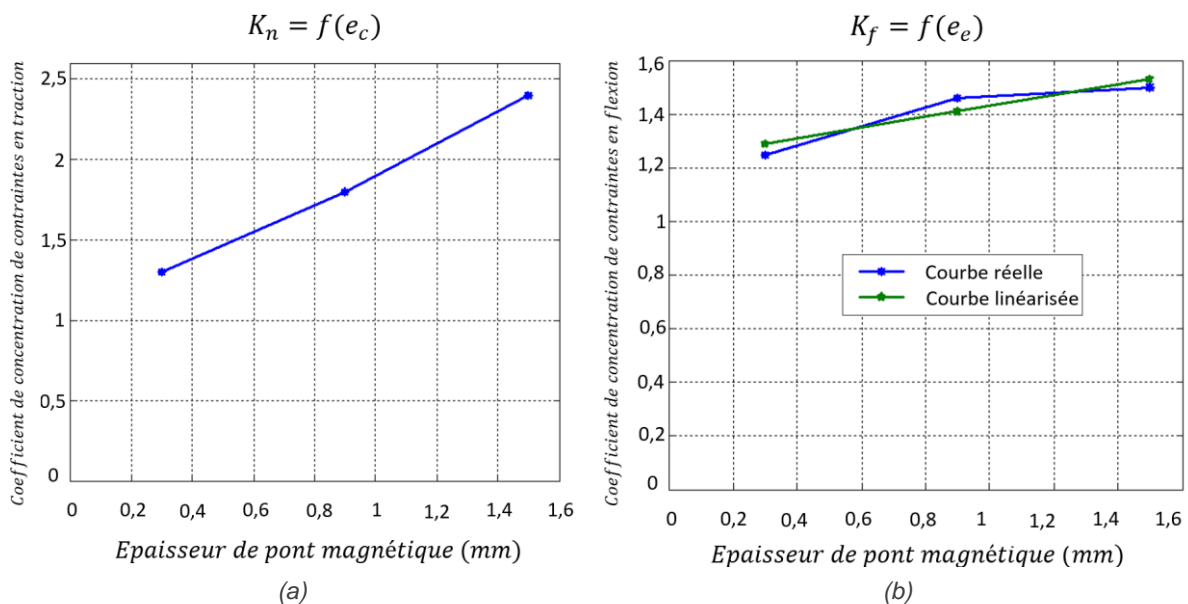 K_n = f(e_c)
Coefficient de concentration de contraintes en traction
2,5
2
1,5
1
0,5
0
0 0,2 0,4 0,6 0,8 1 1,2 1,4 1,6
Epaisseur de pont magnétique (mm)
(a)
K_f = f(e_e)
Coefficient de concentration de contraintes en flexion
1,6
1,4
1,2
1
0,8
0,6
0,4
0,2
0
Courbe réelle
Courbe linéarisée
0 0,2 0,4 0,6 0,8 1 1,2 1,4 1,6
Epaisseur de pont magnétique (mm)
(b)